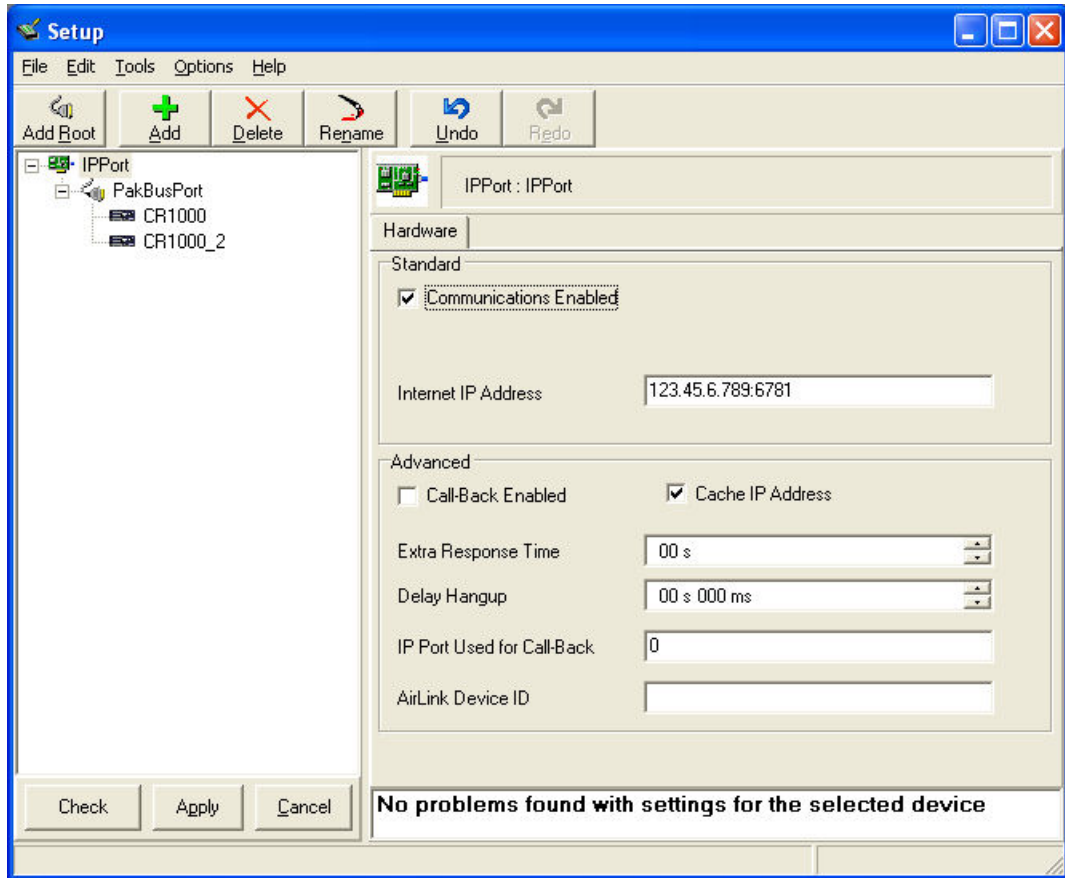 Setup
File Edit Tools Options Help
Add Root Add Delete Rename Undo Redo
IPPort
PakBusPort
CR1000
CR1000_2
IPPort : IPPort
Hardware
Standard
Communications Enabled
Internet IP Address 123.45.6.789:6781
Advanced
Call-Back Enabled Cache IP Address
Extra Response Time 00 s
Delay Hangup 00 s 000 ms
IP Port Used for Call-Back 0
AirLink Device ID
Check Apply Cancel
No problems found with settings for the selected device